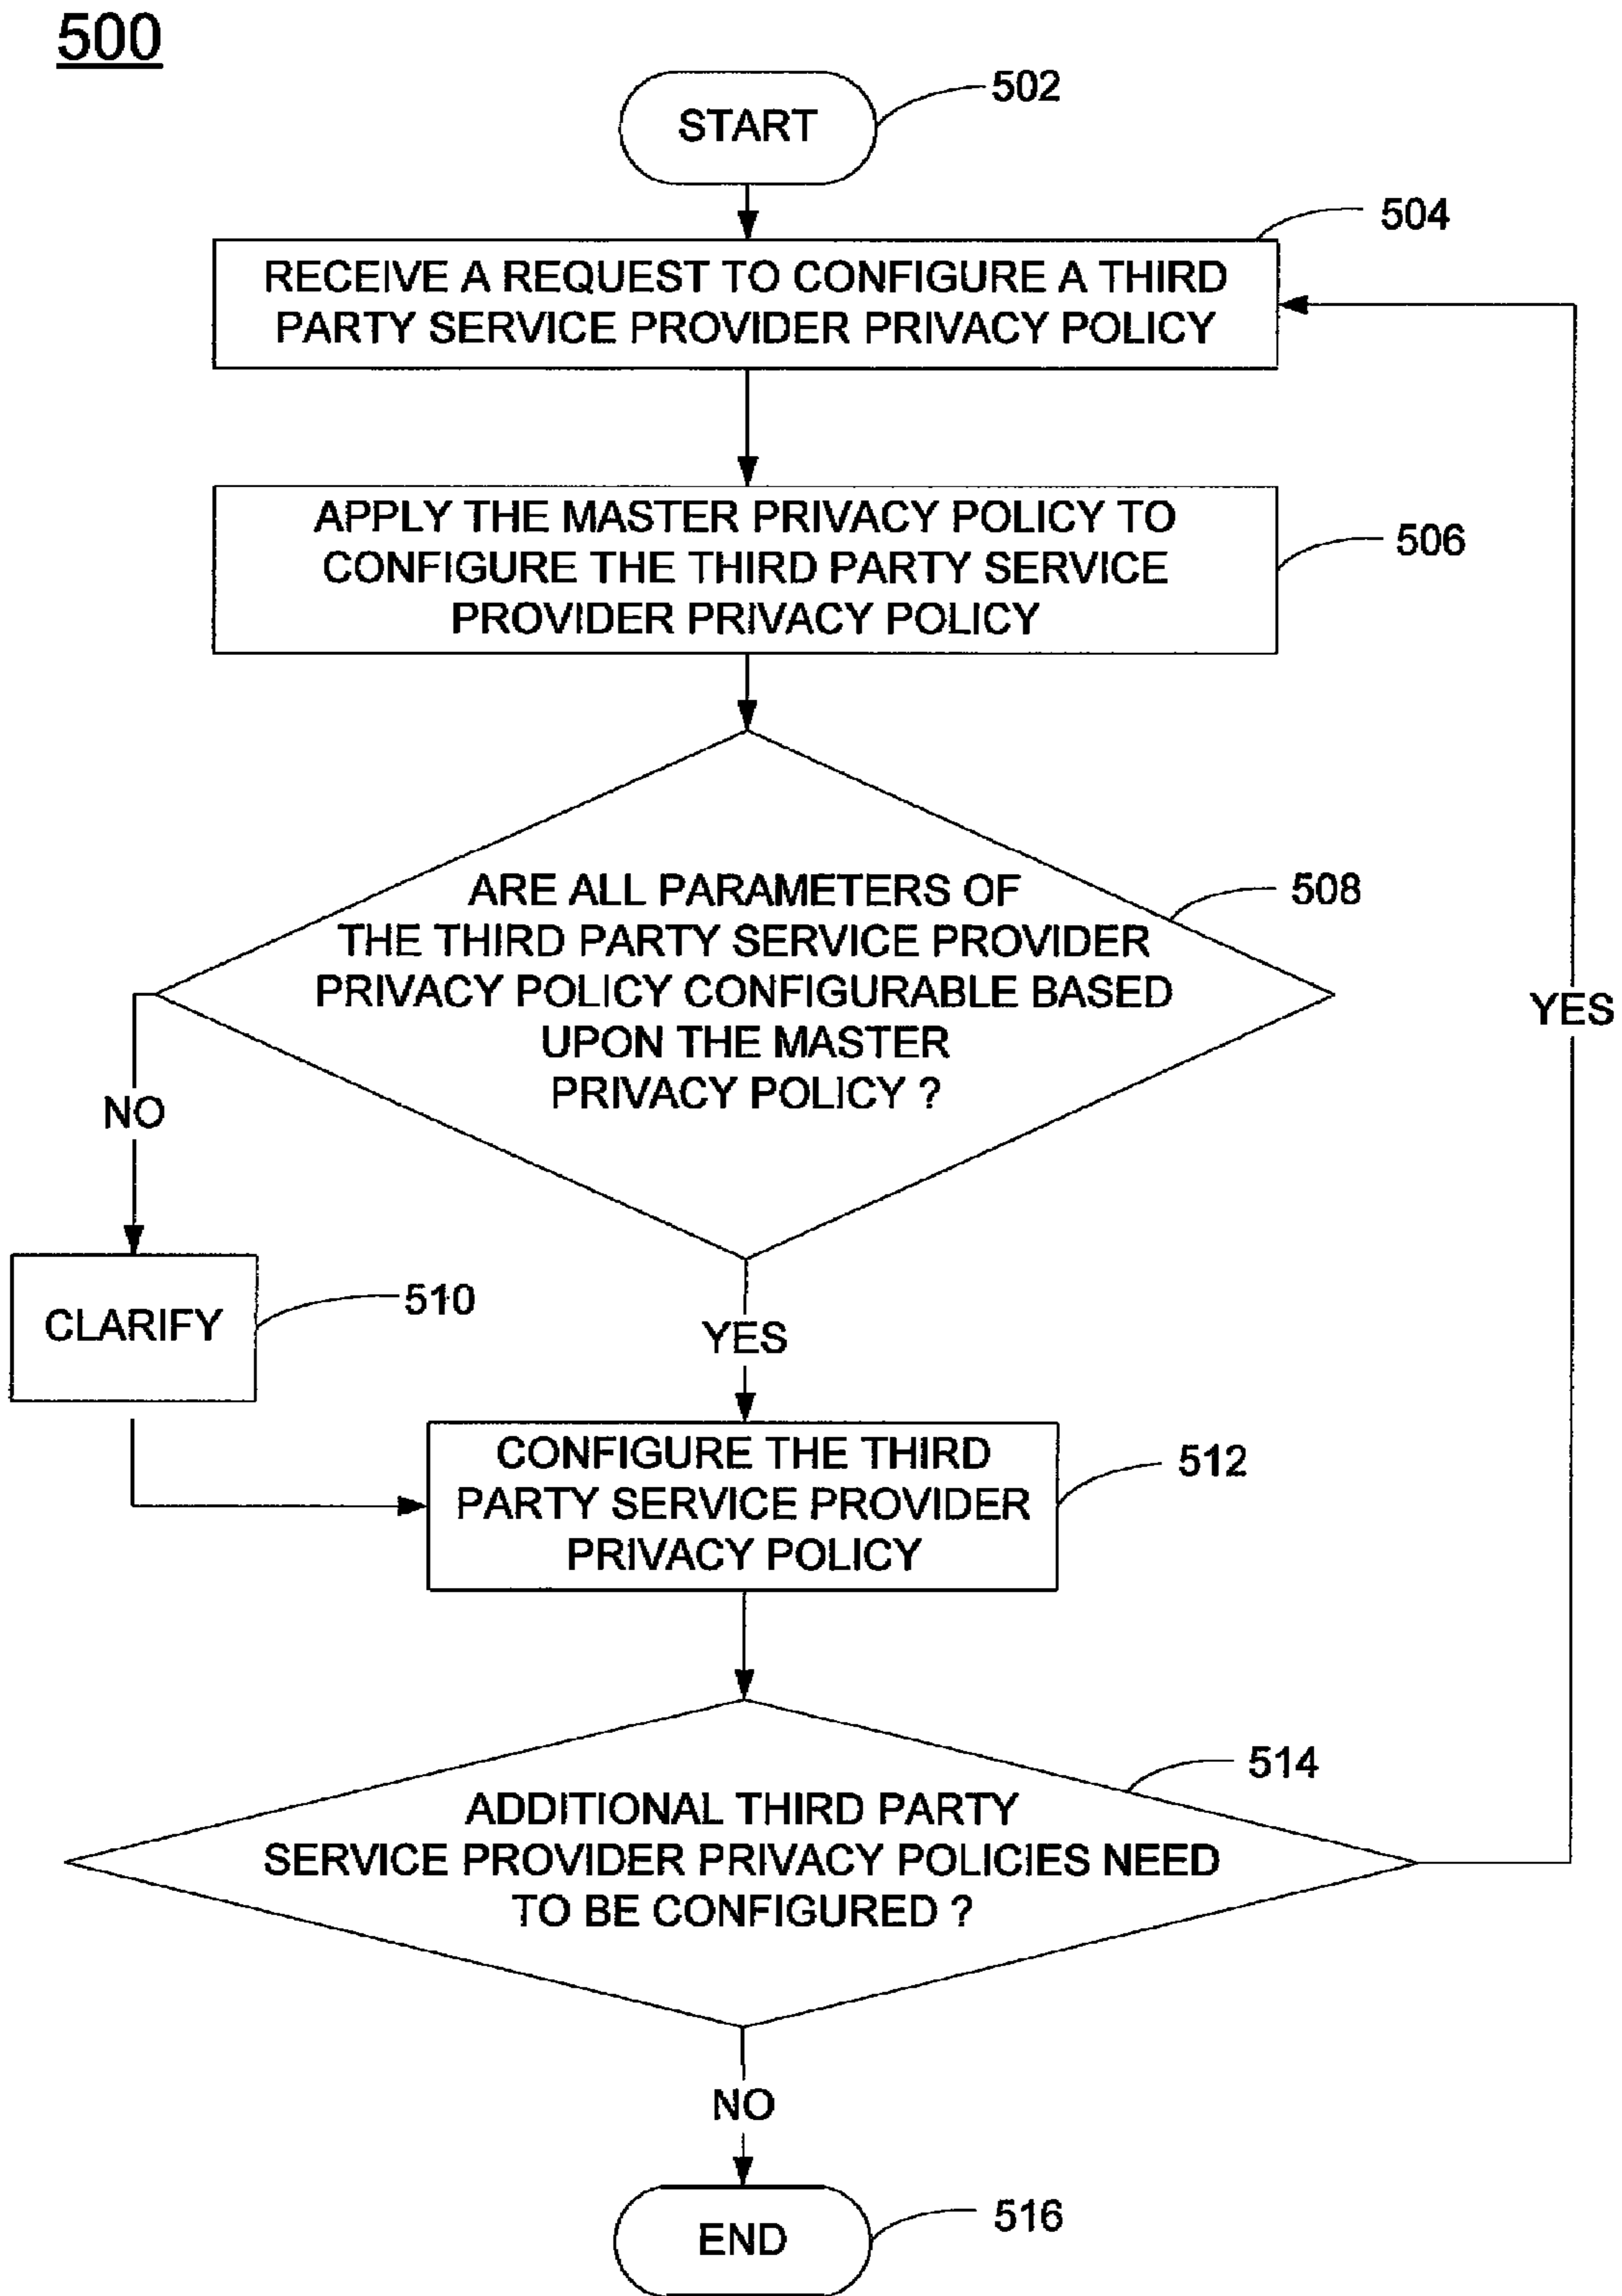 500
START
502
504
RECEIVE A REQUEST TO CONFIGURE A THIRD
PARTY SERVICE PROVIDER PRIVACY POLICY
APPLY THE MASTER PRIVACY POLICY TO
CONFIGURE THE THIRD PARTY SERVICE
PROVIDER PRIVACY POLICY
506
ARE ALL PARAMETERS OF
THE THIRD PARTY SERVICE PROVIDER
PRIVACY POLICY CONFIGURABLE BASED
UPON THE MASTER
PRIVACY POLICY ?
508
YES
NO
CLARIFY
510
YES
CONFIGURE THE THIRD
PARTY SERVICE PROVIDER
PRIVACY POLICY
512
514
ADDITIONAL THIRD PARTY
SERVICE PROVIDER PRIVACY POLICIES NEED
TO BE CONFIGURED ?
NO
END
516